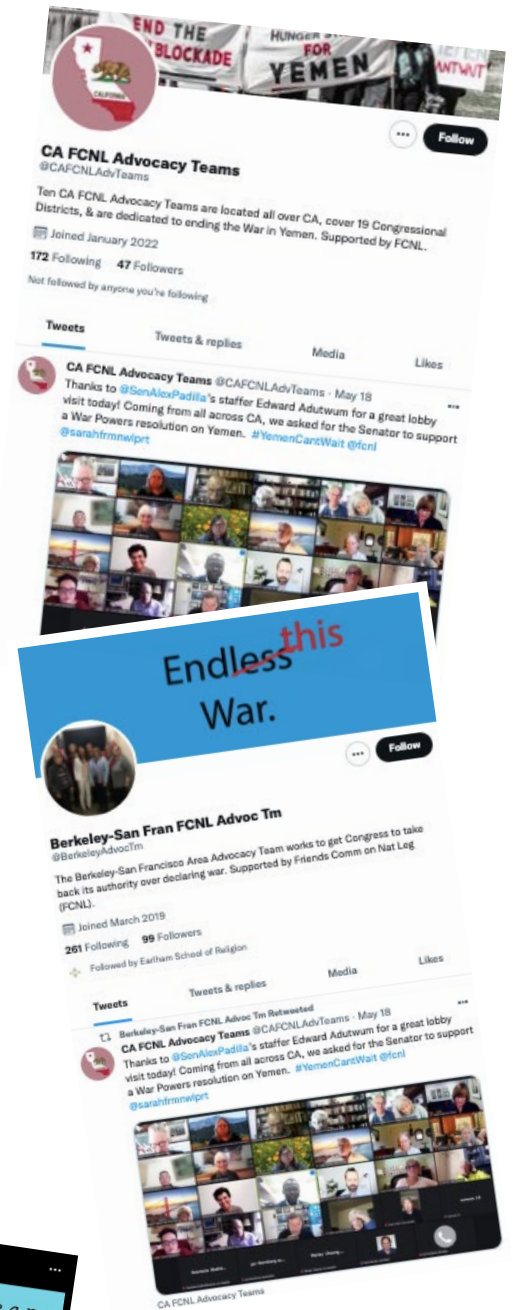 END THE
BLOCKADE
HUNGER
FOR
YEMEN
CALIFORNIA
Follow
CA FCNL Advocacy Teams
@CAFCNLAdvTeams
Ten CA FCNL Advocacy Teams are located all over CA, cover 19 Congressional
Districts, & are dedicated to ending the War in Yemen. Supported by FCNL.
Joined January 2022
172 Following 47 Followers
Not followed by anyone you're following
Tweets Tweets & replies Media Likes
CA FCNL Advocacy Teams @CAFCNLAdvTeams · May 18
Thanks to @SenAlexPadilla's staffer Edward Adutwum for a great lobby
visit today! Coming from all across CA, we asked for the Senator to support
a War Powers resolution on Yemen. #YemenCantWait @fcnl
@sarahfrmnwlprt
Endless this
War.
Follow
Berkeley-San Fran FCNL Advoc Tm
@BerkeleyAdvocTm
The Berkeley-San Francisco Area Advocacy Team works to get Congress to take
back its authority over declaring war. Supported by Friends Comm on Nat Leg
(FCNL).
Joined March 2019
261 Following 99 Followers
Followed by Earlham School of Religion
Tweets Tweets & replies Media Likes
Berkeley-San Fran FCNL Advoc Tm Retweeted
CA FCNL Advocacy Teams @CAFCNLAdvTeams · May 18
Thanks to @SenAlexPadilla's staffer Edward Adutwum for a great lobby
visit today! Coming from all across CA, we asked for the Senator to support
a War Powers resolution on Yemen. #YemenCantWait @fcnl
@sarahfrmnwlprt
CA FCNL Advocacy Teams